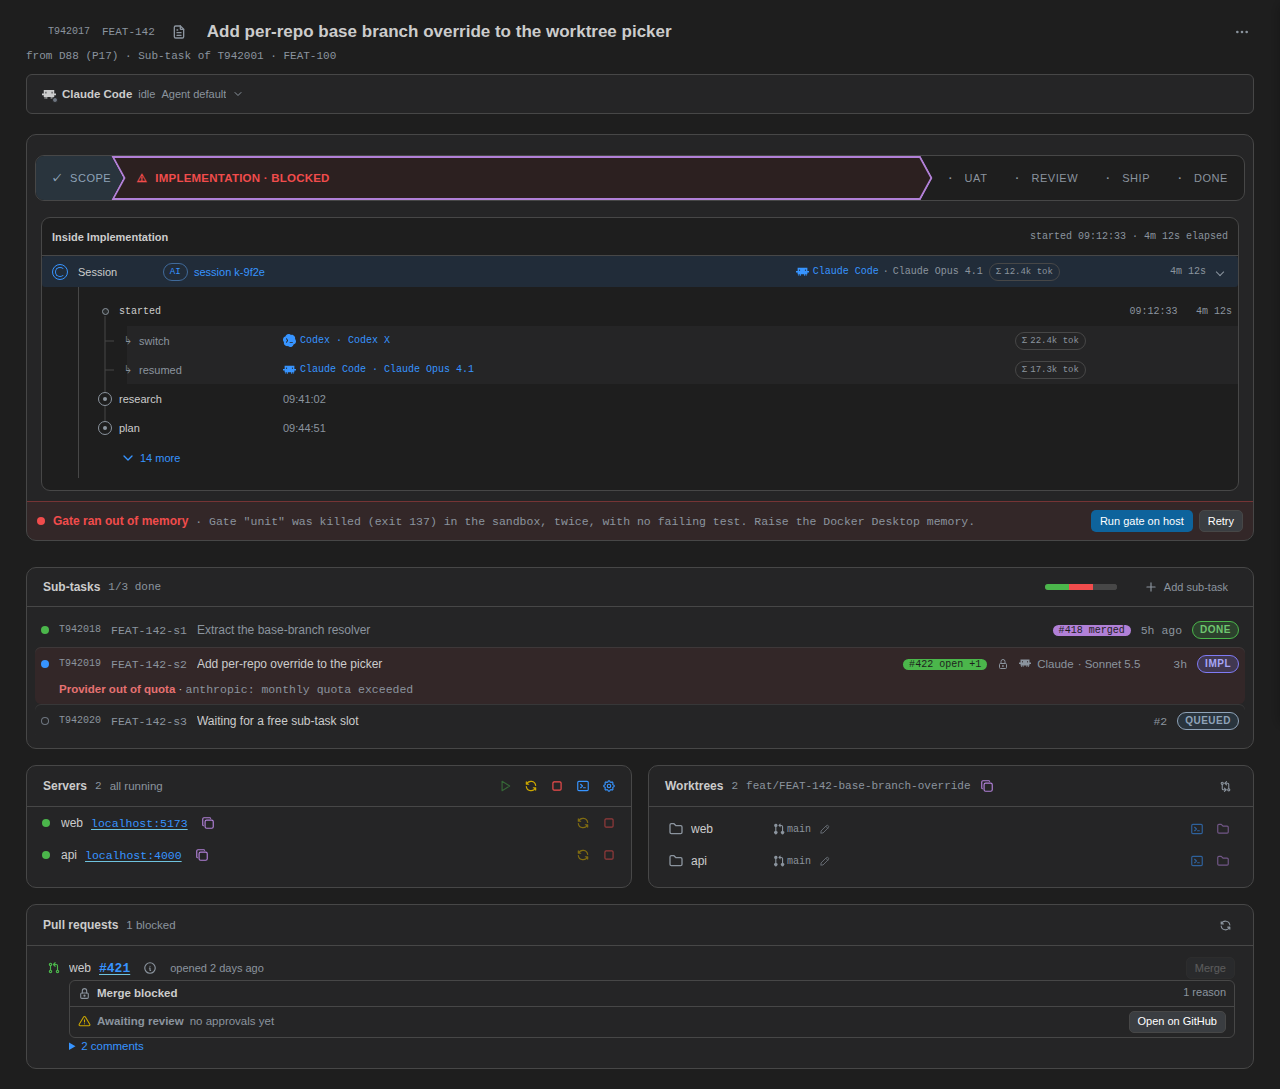 T942017 FEAT-142 Add per-repo base branch override to the worktree picker
from D88 (P17) · Sub-task of T942001 · FEAT-100
Claude Code idle Agent default
SCOPE IMPLEMENTATION · BLOCKED · UAT · REVIEW · SHIP · DONE
Inside Implementation started 09:12:33 · 4m 12s elapsed
Session AI session k-9f2e Claude Code · Claude Opus 4.1 Σ 12.4k tok 4m 12s
started 09:12:33 4m 12s
↳ switch Codex · Codex X Σ 22.4k tok
↳ resumed Claude Code · Claude Opus 4.1 Σ 17.3k tok
research 09:41:02
plan 09:44:51
14 more
Gate ran out of memory · Gate "unit" was killed (exit 137) in the sandbox, twice, with no failing test. Raise the Docker Desktop memory. Run gate on host Retry
Sub-tasks 1/3 done Add sub-task
T942018 FEAT-142-s1 Extract the base-branch resolver #418 merged 5h ago DONE
T942019 FEAT-142-s2 Add per-repo override to the picker #422 open +1 Claude · Sonnet 5.5 3h IMPL
Provider out of quota · anthropic: monthly quota exceeded
T942020 FEAT-142-s3 Waiting for a free sub-task slot #2 QUEUED
Servers 2 all running
web localhost:5173
api localhost:4000
Worktrees 2 feat/FEAT-142-base-branch-override
web main
api main
Pull requests 1 blocked
web #421 opened 2 days ago Merge
Merge blocked 1 reason
Awaiting review no approvals yet Open on GitHub
2 comments